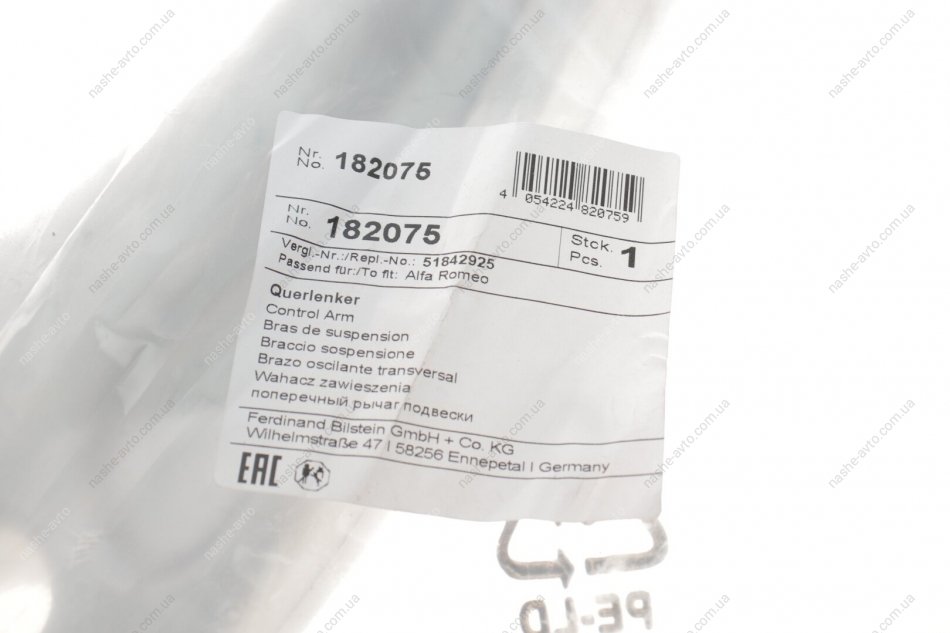 Nr.
No. 182075
4 054224 820759
Nr.
No. 182075
Stck.
Pcs. 1
Vergl.-Nr.:/Repl.-No.: 51842925
Passend für:/To fit: Alfa Romeo
Querlenker
Control Arm
Bras de suspension
Braccio sospensione
Brazo oscilante transversal
Wahacz zawieszenia
поперечный рычаг подвески
Ferdinand Bilstein GmbH + Co. KG
Wilhelmstraße 47 | 58256 Ennepetal | Germany
EAC
PE-LD
nashe-avto.com.ua